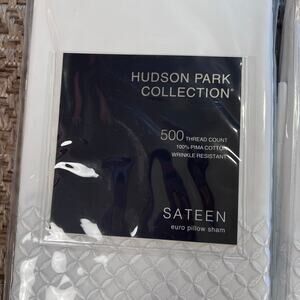 HUDSON PARK
COLLECTION®
500 THREAD COUNT
100% PIMA COTTON
WRINKLE RESISTANT
SATEEN
euro pillow sham